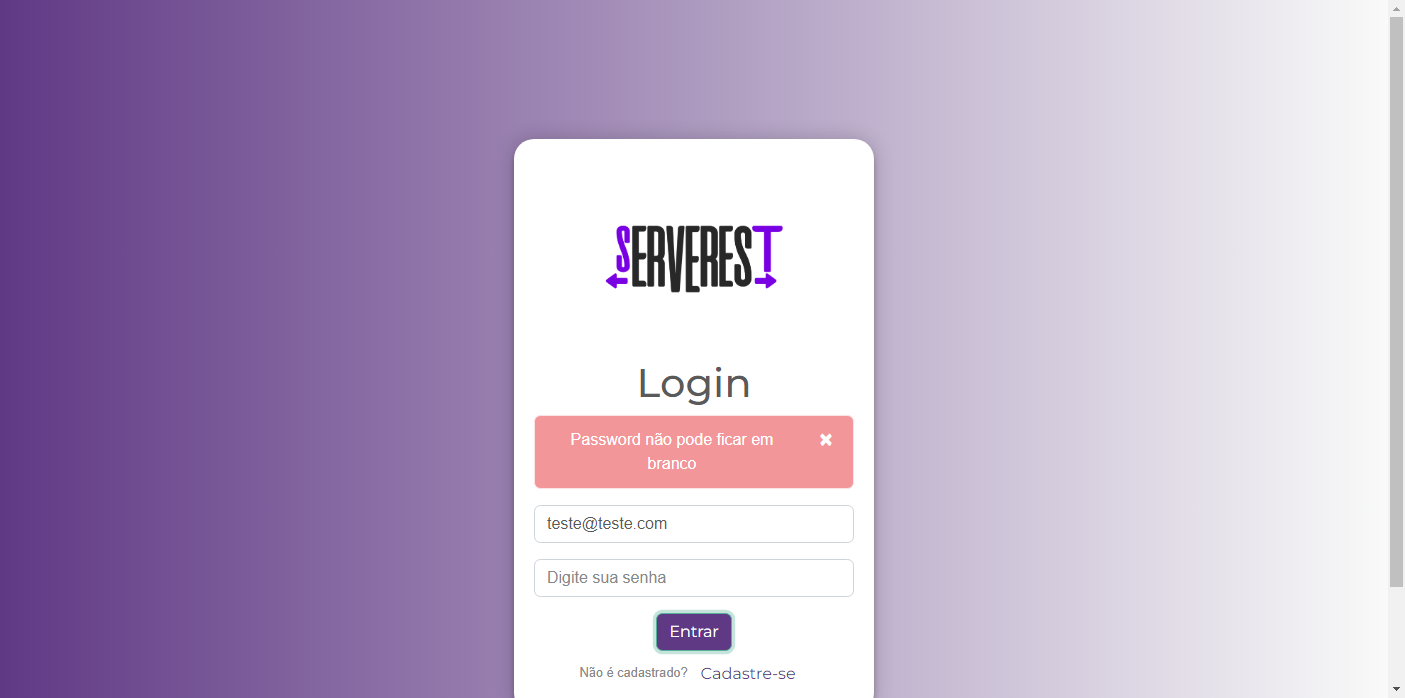 SERVEREST
Login
Password não pode ficar em
branco
teste@teste.com
Digite sua senha
Entrar
Não é cadastrado? Cadastre-se